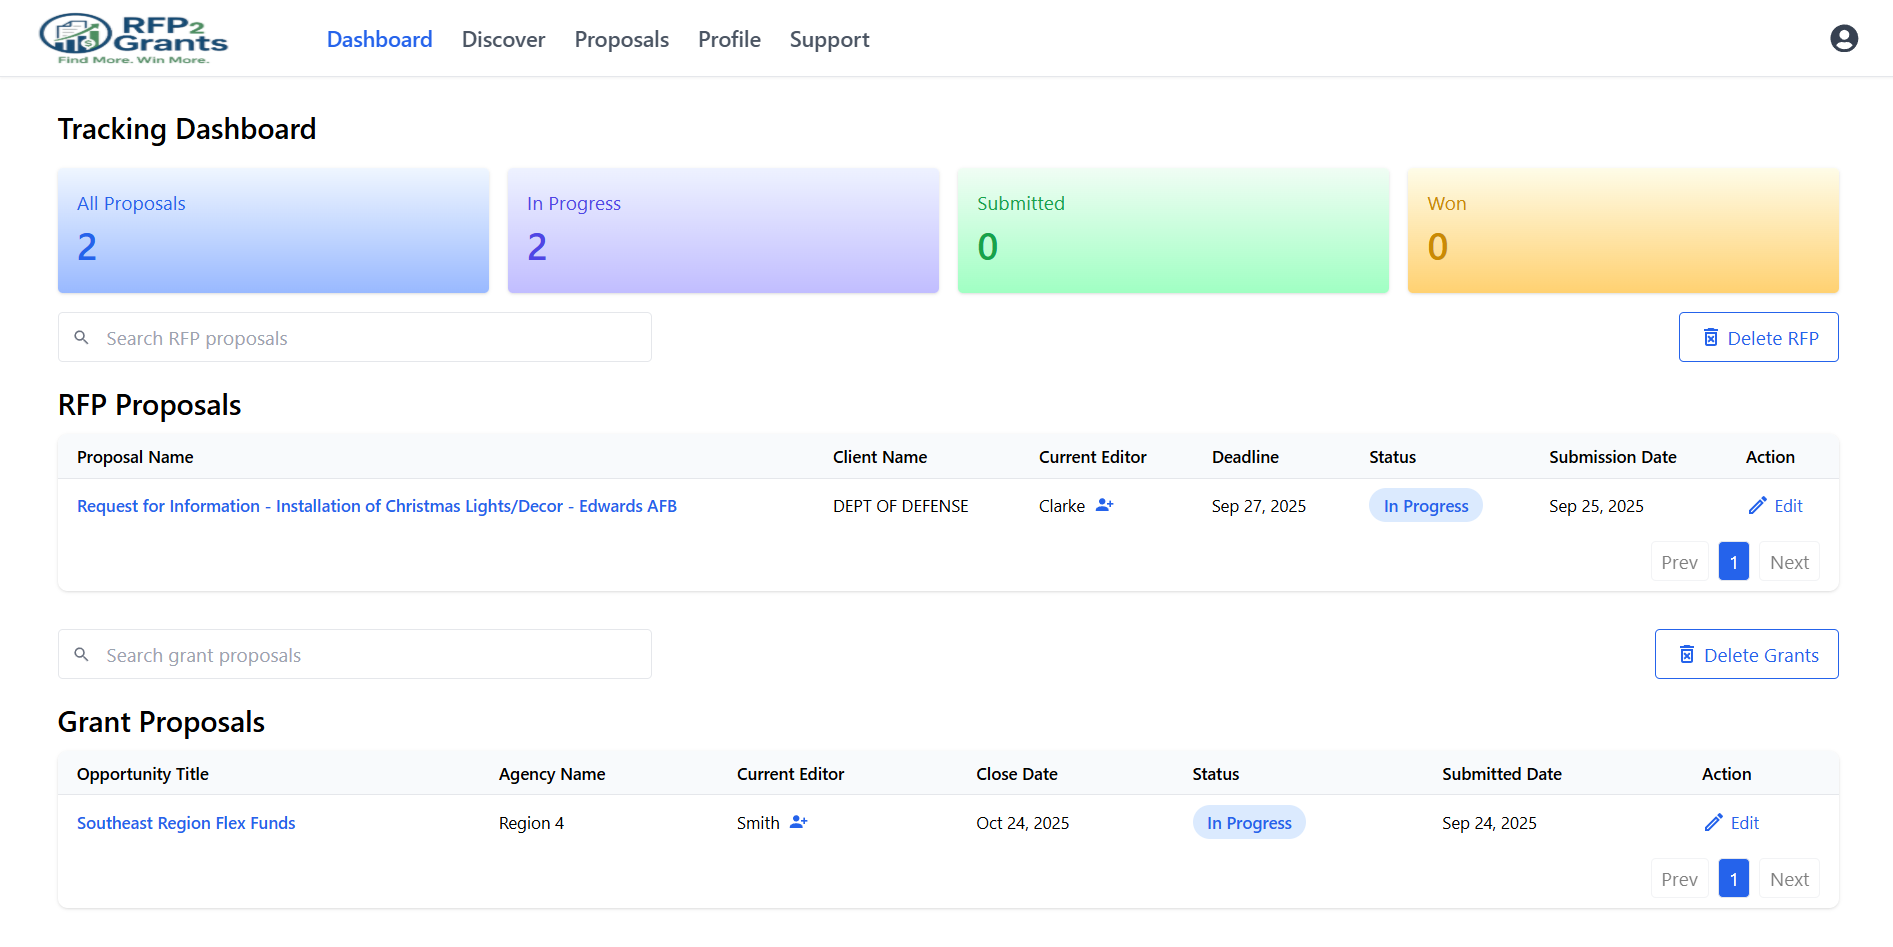 RFP2
Grants
Find More. Win More.
Dashboard Discover Proposals Profile Support
Tracking Dashboard
All Proposals In Progress Submitted Won
2 2 0 0
Search RFP proposals Delete RFP
RFP Proposals
Proposal Name Client Name Current Editor Deadline Status Submission Date Action
Request for Information - Installation of Christmas Lights/Decor - Edwards AFB DEPT OF DEFENSE Clarke Sep 27, 2025 In Progress Sep 25, 2025 Edit
Prev 1 Next
Search grant proposals Delete Grants
Grant Proposals
Opportunity Title Agency Name Current Editor Close Date Status Submitted Date Action
Southeast Region Flex Funds Region 4 Smith Oct 24, 2025 In Progress Sep 24, 2025 Edit
Prev 1 Next